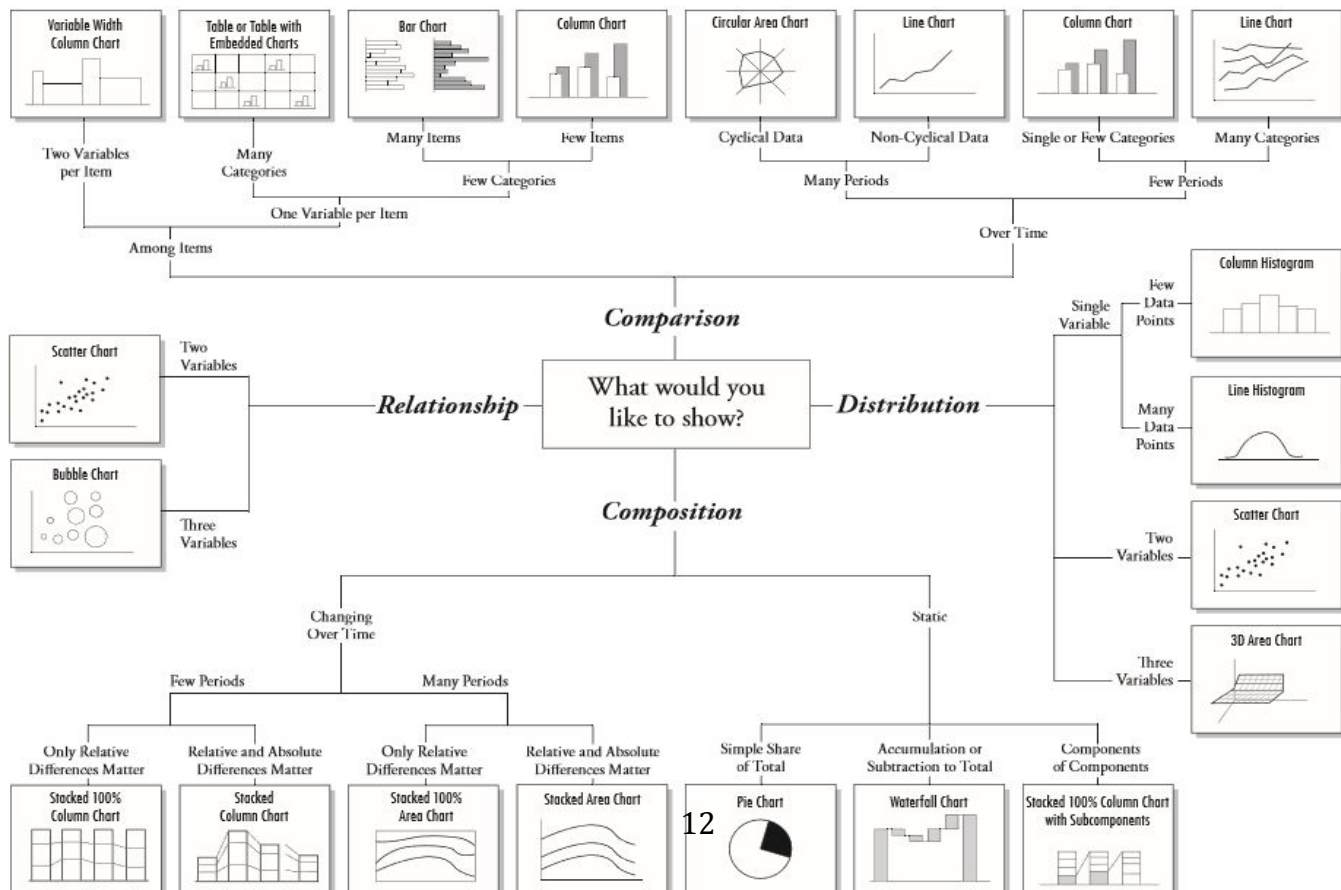 Variable Width
Column Chart
Table or Table with
Embedded Charts
Bar Chart
Column Chart
Circular Area Chart
Line Chart
Column Chart
Line Chart
Two Variables
per Item
Many
Categories
Many Items
Few Items
Cyclical Data
Non-Cyclical Data
Single or Few Categories
Many Categories
Few Categories
Many Periods
Few Periods
One Variable per Item
Among Items
Over Time
Comparison
What would you
like to show?
Relationship
Two
Variables
Scatter Chart
Three
Variables
Bubble Chart
Distribution
Single
Variable
Few
Data
Points
Column Histogram
Many
Data
Points
Line Histogram
Two
Variables
Scatter Chart
Three
Variables
3D Area Chart
Composition
Changing
Over Time
Static
Few Periods
Many Periods
Only Relative
Differences Matter
Relative and Absolute
Differences Matter
Only Relative
Differences Matter
Relative and Absolute
Differences Matter
Simple Share
of Total
Accumulation or
Subtraction to Total
Components
of Components
Stacked 100%
Column Chart
Stacked
Column Chart
Stacked 100%
Area Chart
Stacked Area Chart
Pie Chart
Waterfall Chart
Stacked 100% Column Chart
with Subcomponents
12